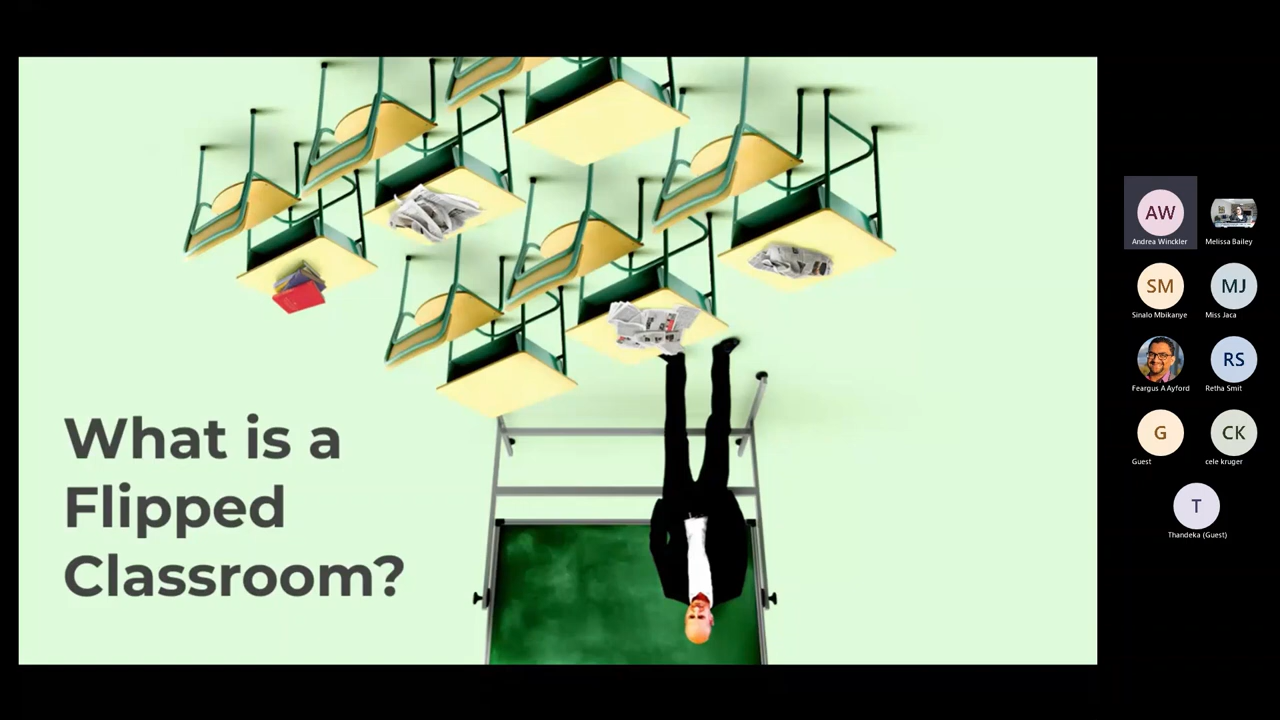 What is a
Flipped
Classroom?
AW
Andrea Winckler
Melissa Bailey
SM
Sinalo Mbikanye
MJ
Miss Jaca
Feargus A Ayford
RS
Retha Smit
G
Guest
CK
cele kruger
T
Thandeka (Guest)